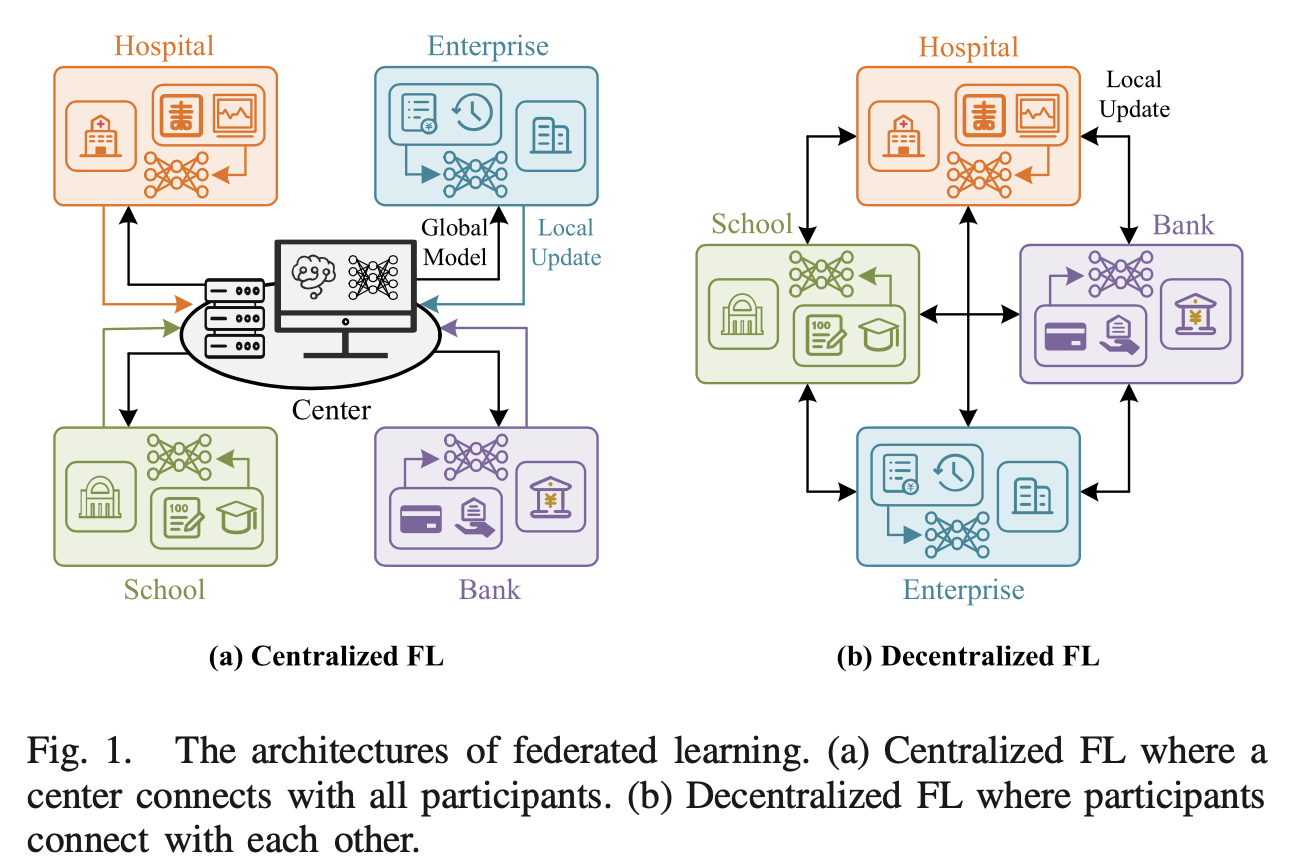 Hospital
Enterprise
¥
Global
Model
Local
Update
100
¥
Center
School
Bank
(a) Centralized FL
Hospital
Local
Update
School
Bank
100
¥
¥
Enterprise
(b) Decentralized FL
Fig. 1. The architectures of federated learning. (a) Centralized FL where a
center connects with all participants. (b) Decentralized FL where participants
connect with each other.